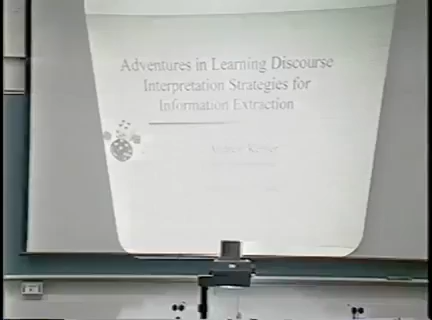 Adventures in Learning Discourse
Interpretation Strategies for
Information Extraction